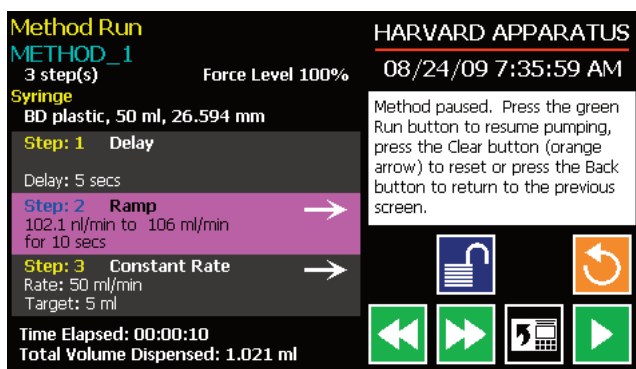 Method Run
METHOD_1
3 step(s) Force Level 100%
Syringe
BD plastic, 50 ml, 26.594 mm
Step: 1 Delay
Delay: 5 secs
Step: 2 Ramp
102.1 nl/min to 106 ml/min
for 10 secs
Step: 3 Constant Rate
Rate: 50 ml/min
Target: 5 ml
Time Elapsed: 00:00:10
Total Volume Dispensed: 1.021 ml
HARVARD APPARATUS
08/24/09 7:35:59 AM
Method paused. Press the green
Run button to resume pumping,
press the Clear button (orange
arrow) to reset or press the Back
button to return to the previous
screen.